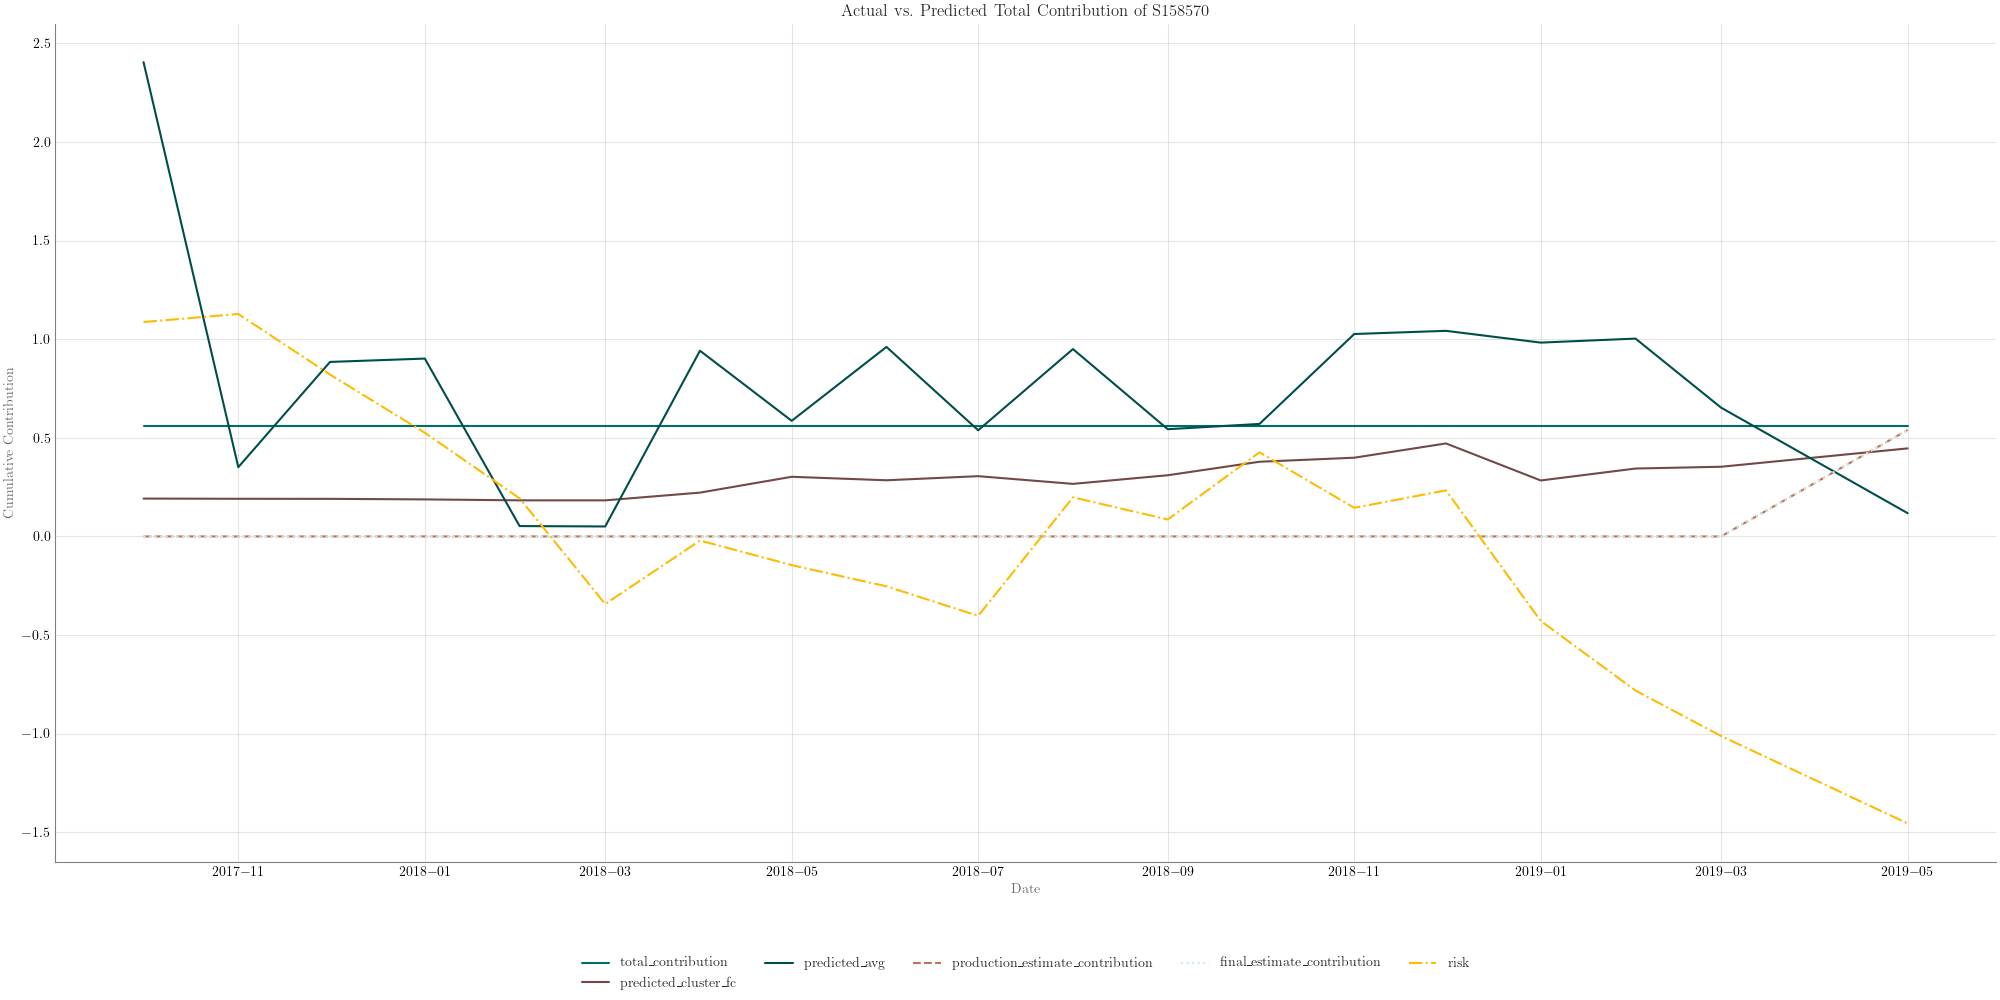 Actual vs. Predicted Total Contribution of S158570
2.5
2.0
1.5
1.0
0.5
0.0
−0.5
−1.0
−1.5
Cumulative Contribution
2017−11
2018−01
2018−03
2018−05
2018−07
2018−09
2018−11
2019−01
2019−03
2019−05
Date
total_contribution
predicted_avg
production_estimate_contribution
final_estimate_contribution
risk
predicted_cluster_fc